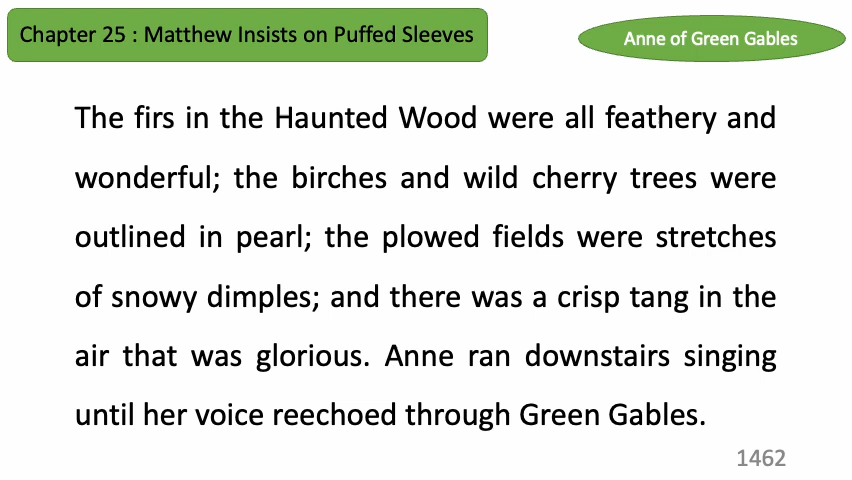 Chapter 25 : Matthew Insists on Puffed Sleeves
Anne of Green Gables
The firs in the Haunted Wood were all feathery and
wonderful; the birches and wild cherry trees were
outlined in pearl; the plowed fields were stretches
of snowy dimples; and there was a crisp tang in the
air that was glorious. Anne ran downstairs singing
until her voice reechoed through Green Gables.
1462